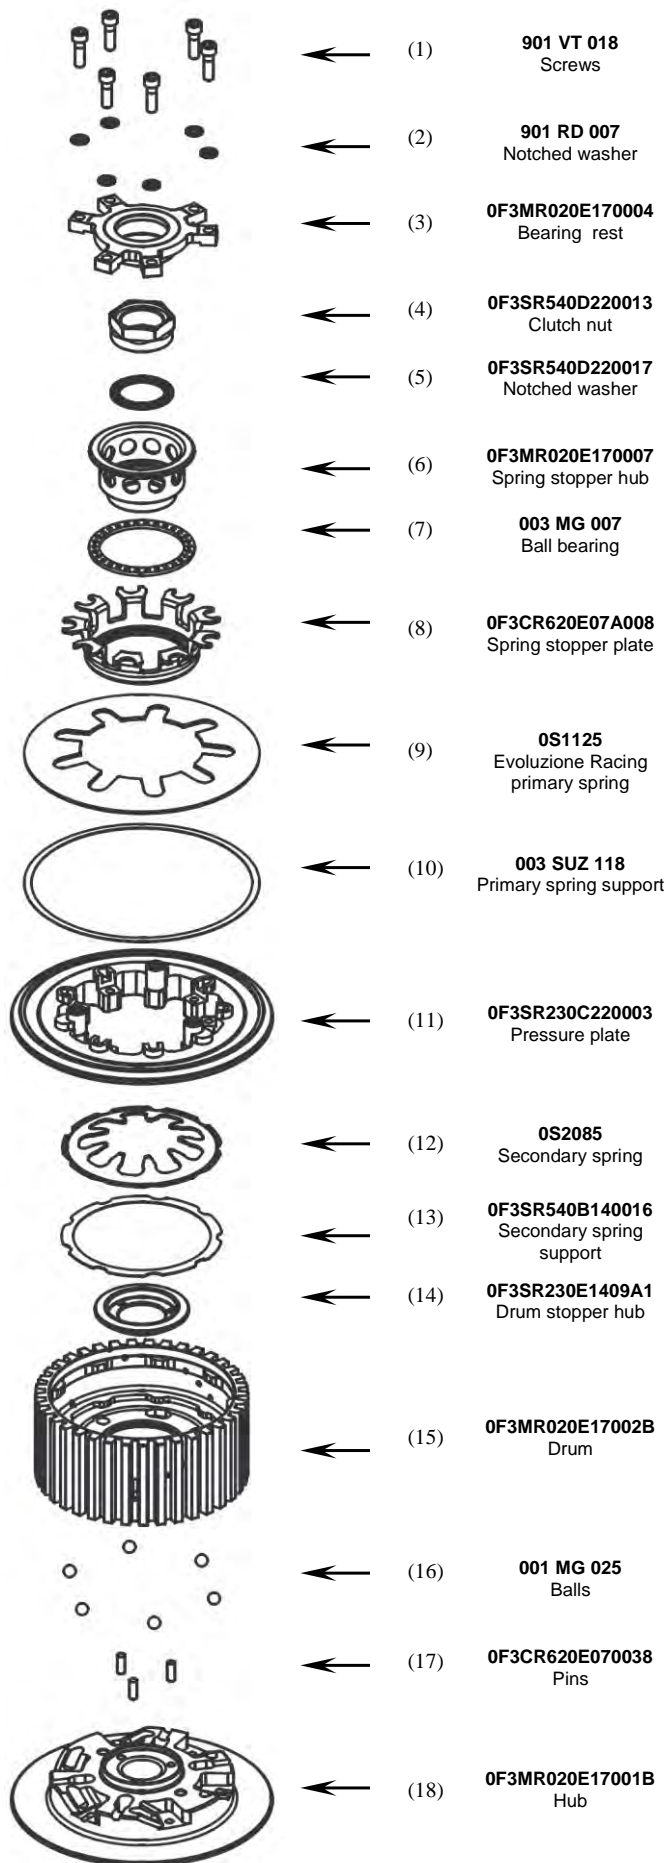 (1) 901 VT 018
Screws
(2) 901 RD 007
Notched washer
(3) 0F3MR020E170004
Bearing rest
(4) 0F3SR540D220013
Clutch nut
(5) 0F3SR540D220017
Notched washer
(6) 0F3MR020E170007
Spring stopper hub
(7) 003 MG 007
Ball bearing
(8) 0F3CR620E07A008
Spring stopper plate
(9) 0S1125
Evoluzione Racing
primary spring
(10) 003 SUZ 118
Primary spring support
(11) 0F3SR230C220003
Pressure plate
(12) 0S2085
Secondary spring
(13) 0F3SR540B140016
Secondary spring
support
(14) 0F3SR230E1409A1
Drum stopper hub
(15) 0F3MR020E17002B
Drum
(16) 001 MG 025
Balls
(17) 0F3CR620E070038
Pins
(18) 0F3MR020E17001B
Hub